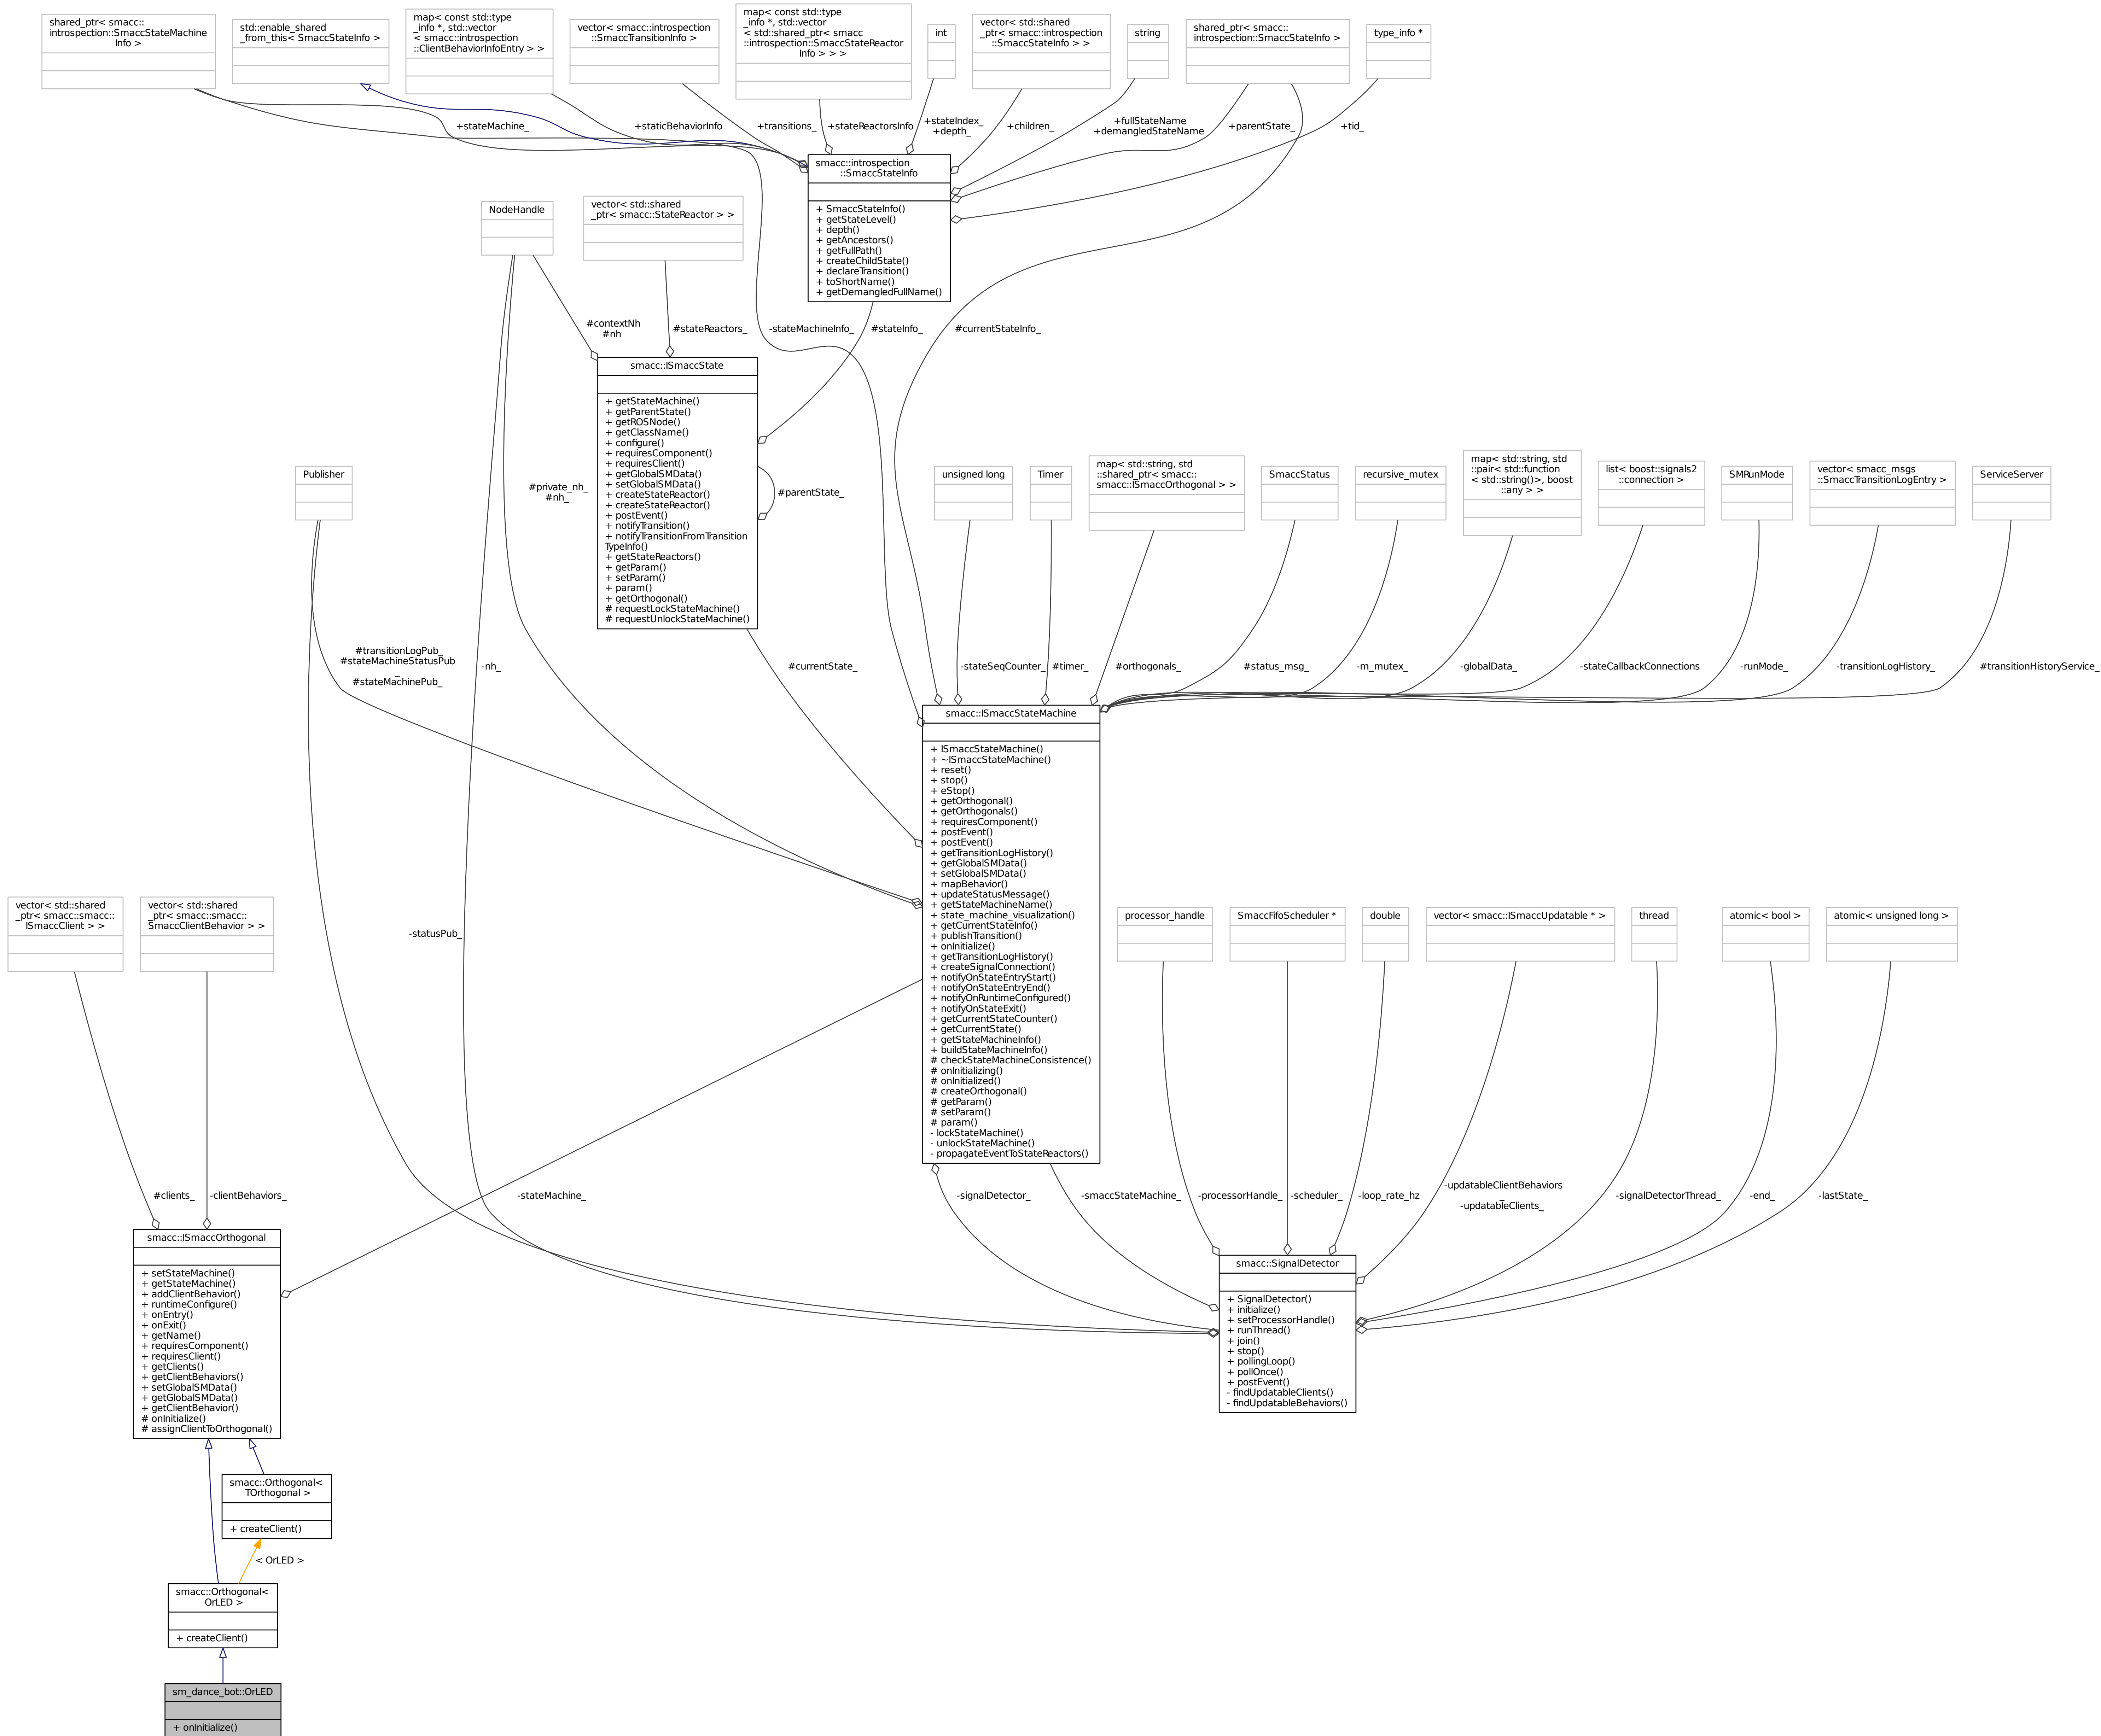 shared_ptr< smacc::
introspection::SmaccStateMachine
Info >
std::enable_shared
_from_this< SmaccStateInfo >
map< const std::type
_info *, std::vector
< smacc::introspection
::ClientBehaviorInfoEntry > >
vector< smacc::introspection
::SmaccTransitionInfo >
map< const std::type
_info *, std::vector
< std::shared_ptr< smacc
::introspection::SmaccStateReactor
Info > > >
int
vector< std::shared
_ptr< smacc::introspection
::SmaccStateInfo > >
string
shared_ptr< smacc::
introspection::SmaccStateInfo >
type_info *
+stateMachine_
+staticBehaviorInfo
+transitions_
+stateReactorsInfo
+stateIndex_
+depth_
+children_
+fullStateName
+demangledStateName
+parentState_
+tid_
smacc::introspection
::SmaccStateInfo
+ SmaccStateInfo()
+ getStateLevel()
+ depth()
+ getAncestors()
+ getFullPath()
+ createChildState()
+ declareTransition()
+ toShortName()
+ getDemangledFullName()
NodeHandle
vector< std::shared
_ptr< smacc::StateReactor > >
#contextNh
#nh
#stateReactors_
-stateMachineInfo_
#stateInfo_
#currentStateInfo_
smacc::ISmaccState
+ getStateMachine()
+ getParentState()
+ getROSNode()
+ getClassName()
+ configure()
+ requiresComponent()
+ requiresClient()
+ getGlobalSMData()
+ setGlobalSMData()
+ createStateReactor()
+ createStateReactor()
+ postEvent()
+ notifyTransition()
+ notifyTransitionFromTransition
TypeInfo()
+ getStateReactors()
+ getParam()
+ setParam()
+ param()
+ getOrthogonal()
# requestLockStateMachine()
# requestUnlockStateMachine()
#parentState_
Publisher
#private_nh_
#nh_
unsigned long
Timer
map< std::string, std
::shared_ptr< smacc::
smacc::ISmaccOrthogonal > >
SmaccStatus
recursive_mutex
map< std::string, std
::pair< std::function
< std::string()>, boost
::any > >
list< boost::signals2
::connection >
SMRunMode
vector< smacc_msgs
::SmaccTransitionLogEntry >
ServiceServer
#transitionLogPub_
#stateMachineStatusPub
_
#stateMachinePub_
-nh_
#currentState_
-stateSeqCounter_
#timer_
#orthogonals_
#status_msg_
-m_mutex_
-globalData_
-stateCallbackConnections
-runMode_
-transitionLogHistory_
#transitionHistoryService_
smacc::ISmaccStateMachine
+ ISmaccStateMachine()
+ ~ISmaccStateMachine()
+ reset()
+ stop()
+ eStop()
+ getOrthogonal()
+ getOrthogonals()
+ requiresComponent()
+ postEvent()
+ postEvent()
+ getTransitionLogHistory()
+ getGlobalSMData()
+ setGlobalSMData()
+ mapBehavior()
+ updateStatusMessage()
+ getStateMachineName()
+ state_machine_visualization()
+ getCurrentStateInfo()
+ publishTransition()
+ onInitialize()
+ getTransitionLogHistory()
+ createSignalConnection()
+ notifyOnStateEntryStart()
+ notifyOnStateEntryEnd()
+ notifyOnRuntimeConfigured()
+ notifyOnStateExit()
+ getCurrentStateCounter()
+ getCurrentState()
+ getStateMachineInfo()
+ buildStateMachineInfo()
# checkStateMachineConsistence()
# onInitializing()
# onInitialized()
# createOrthogonal()
# getParam()
# setParam()
# param()
- lockStateMachine()
- unlockStateMachine()
- propagateEventToStateReactors()
vector< std::shared
_ptr< smacc::smacc::
ISmaccClient > >
vector< std::shared
_ptr< smacc::smacc::
SmaccClientBehavior > >
-statusPub_
processor_handle
SmaccFifoScheduler *
double
vector< smacc::ISmaccUpdatable * >
thread
atomic< bool >
atomic< unsigned long >
#clients_
-clientBehaviors_
-stateMachine_
-signalDetector_
-smaccStateMachine_
-processorHandle_
-scheduler_
-loop_rate_hz
-updatableClientBehaviors
_
-updatableClients_
-signalDetectorThread_
-end_
-lastState_
smacc::ISmaccOrthogonal
+ setStateMachine()
+ getStateMachine()
+ addClientBehavior()
+ runtimeConfigure()
+ onEntry()
+ onExit()
+ getName()
+ requiresComponent()
+ requiresClient()
+ getClients()
+ getClientBehaviors()
+ setGlobalSMData()
+ getGlobalSMData()
+ getClientBehavior()
# onInitialize()
# assignClientToOrthogonal()
smacc::SignalDetector
+ SignalDetector()
+ initialize()
+ setProcessorHandle()
+ runThread()
+ join()
+ stop()
+ pollingLoop()
+ pollOnce()
+ postEvent()
- findUpdatableClients()
- findUpdatableBehaviors()
smacc::Orthogonal<
TOrthogonal >
+ createClient()
< OrLED >
smacc::Orthogonal<
OrLED >
+ createClient()
sm_dance_bot::OrLED
+ onInitialize()